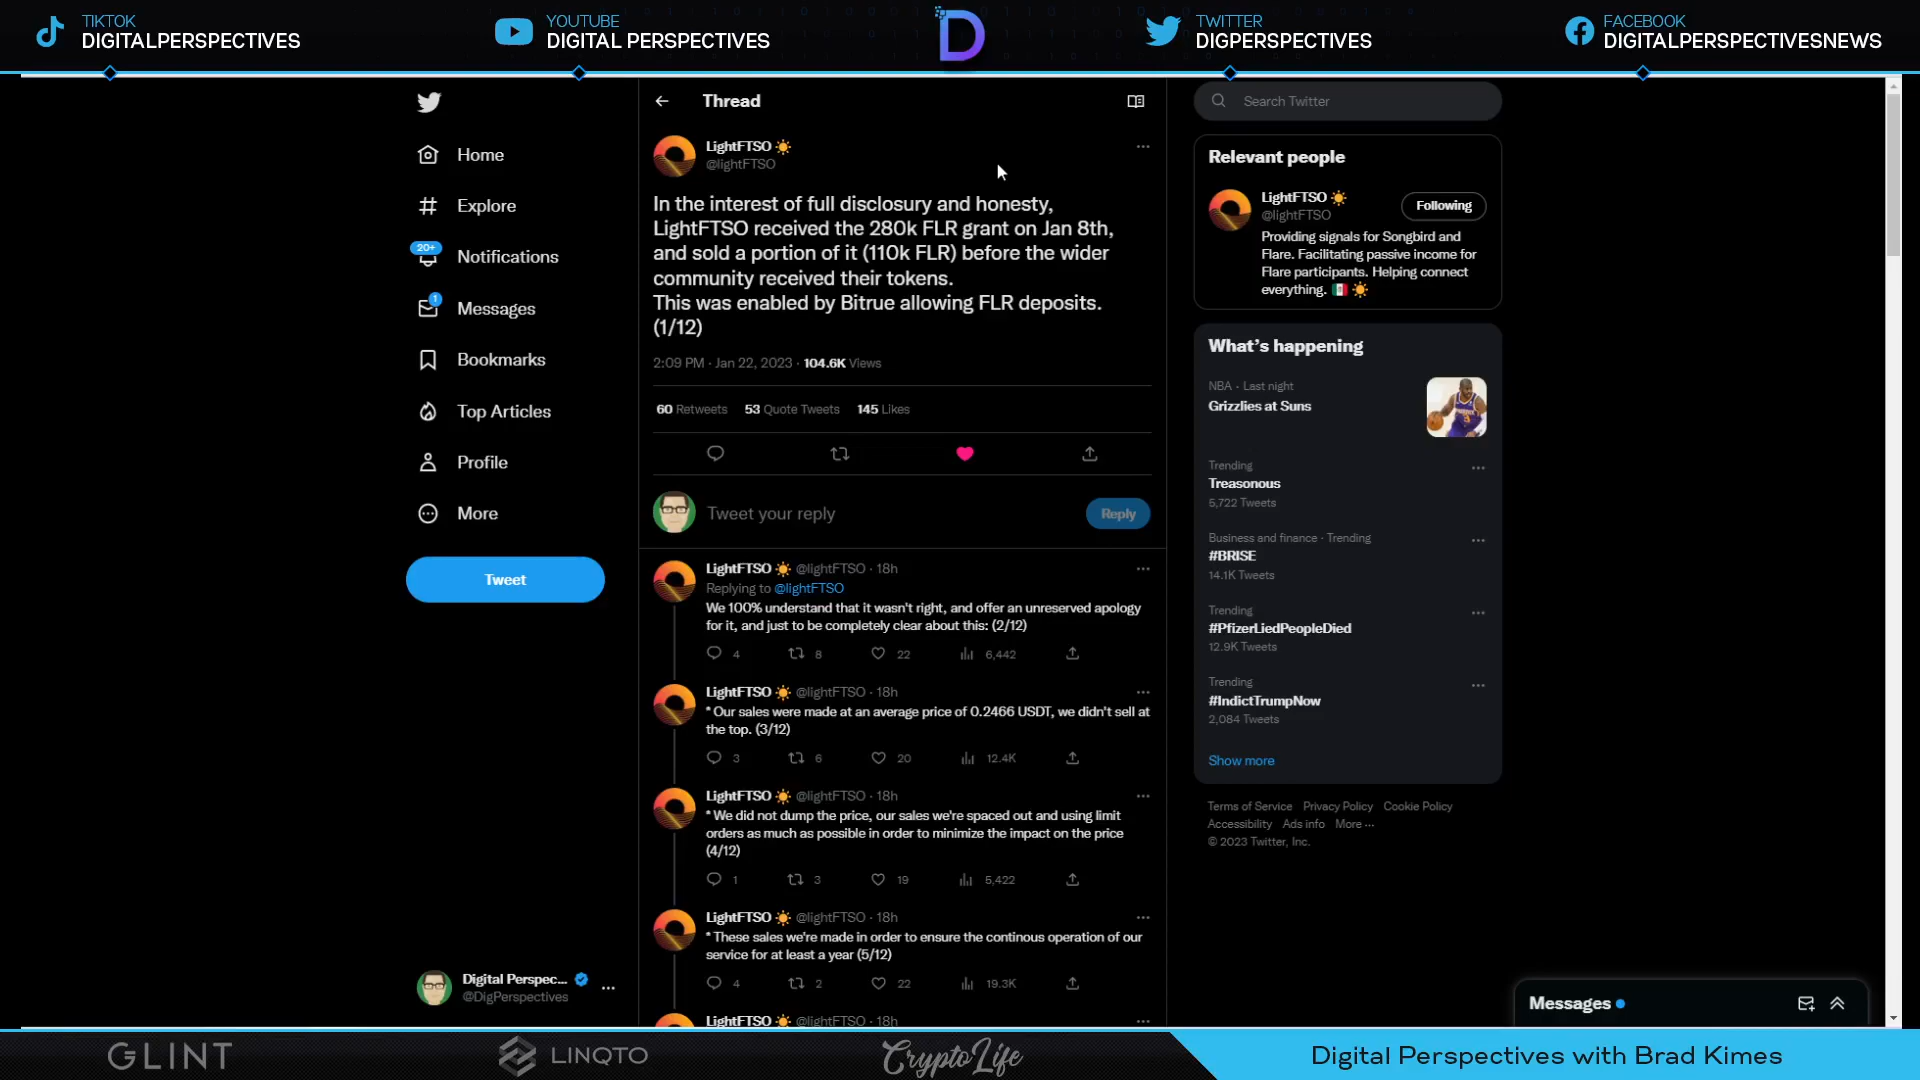 TIKTOK
DIGITALPERSPECTIVES
YOUTUBE
DIGITAL PERSPECTIVES
D
TWITTER
DIGPERSPECTIVES
FACEBOOK
DIGITALPERSPECTIVESNEWS
Home
Explore
20+
Notifications
1
Messages
Bookmarks
Top Articles
Profile
More
Tweet
Digital Perspec...
@DigPerspectives
Thread
LightFTSO
@lightFTSO
In the interest of full disclosury and honesty,
LightFTSO received the 280k FLR grant on Jan 8th,
and sold a portion of it (110k FLR) before the wider
community received their tokens.
This was enabled by Bitrue allowing FLR deposits.
(1/12)
2:09 PM · Jan 22, 2023 · 104.6K Views
60 Retweets 53 Quote Tweets 145 Likes
Tweet your reply
Reply
LightFTSO @lightFTSO · 18h
Replying to @lightFTSO
We 100% understand that it wasn't right, and offer an unreserved apology
for it, and just to be completely clear about this: (2/12)
4 8 22 6,442
LightFTSO @lightFTSO · 18h
* Our sales were made at an average price of 0.2466 USDT, we didn't sell at
the top. (3/12)
3 6 20 12.4K
LightFTSO @lightFTSO · 18h
* We did not dump the price, our sales we're spaced out and using limit
orders as much as possible in order to minimize the impact on the price
(4/12)
1 3 19 5,422
LightFTSO @lightFTSO · 18h
* These sales we're made in order to ensure the continous operation of our
service for at least a year (5/12)
4 2 22 19.3K
LightFTSO @lightFTSO · 18h
Search Twitter
Relevant people
LightFTSO
@lightFTSO
Following
Providing signals for Songbird and
Flare. Facilitating passive income for
Flare participants. Helping connect
everything.
What's happening
NBA · Last night
Grizzlies at Suns
Trending
Treasonous
5,722 Tweets
Business and finance · Trending
#BRISE
14.1K Tweets
Trending
#PfizerLiedPeopleDied
12.9K Tweets
Trending
#IndictTrumpNow
2,084 Tweets
Show more
Terms of Service Privacy Policy Cookie Policy
Accessibility Ads info More ...
© 2023 Twitter, Inc.
Messages
GLINT
LINQTO
CryptoLife
Digital Perspectives with Brad Kimes